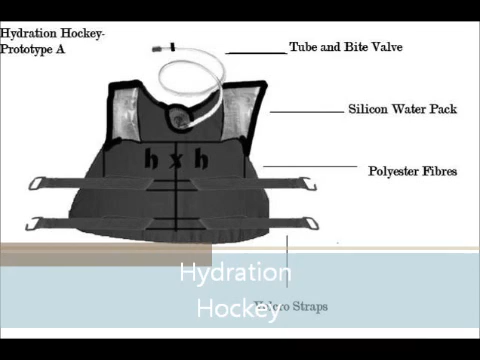 Hydration Hockey-
Prototype A
Tube and Bite Valve
Silicon Water Pack
h x h
Polyester Fibres
Hydration
Hockey
Straps